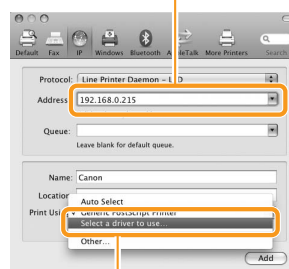 Default Fax IP Windows Bluetooth AppleTalk More Printers Search
Protocol: Line Printer Daemon – LPD
Address: 192.168.0.215
Queue:
Leave blank for default queue.
Name: Canon
Location:
Auto Select
Print Using: ✓ Generic PostScript Printer
Select a driver to use...
Other...
Add